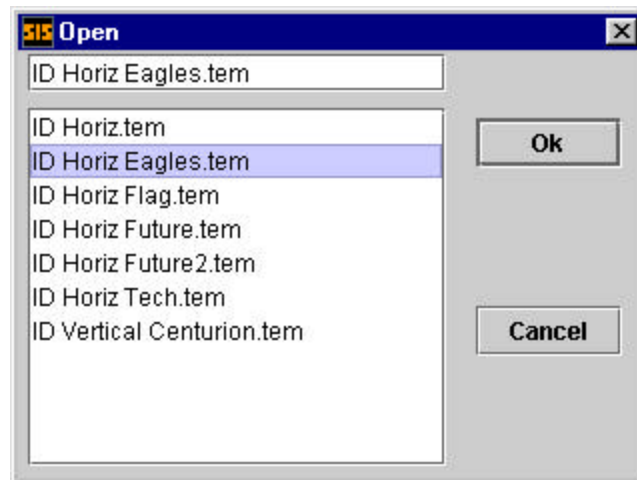 SIS Open
ID Horiz Eagles.tem
ID Horiz.tem
ID Horiz Eagles.tem
ID Horiz Flag.tem
ID Horiz Future.tem
ID Horiz Future2.tem
ID Horiz Tech.tem
ID Vertical Centurion.tem
Ok
Cancel